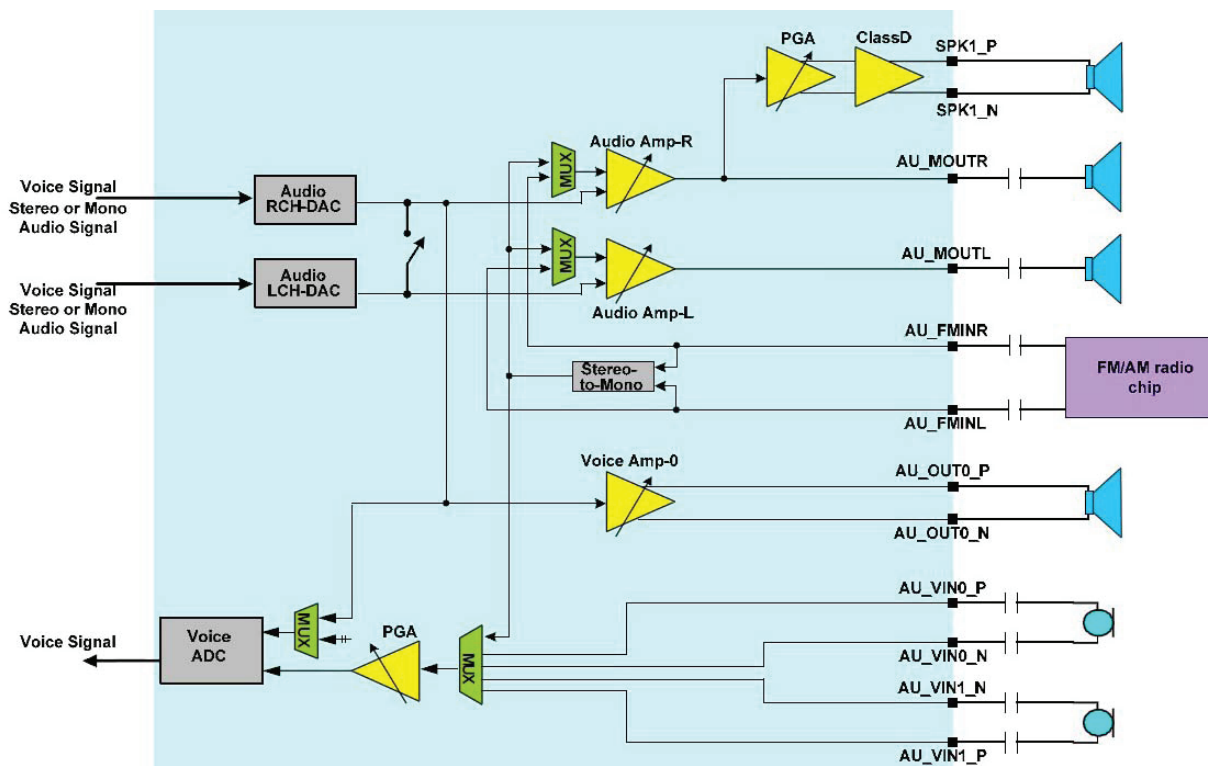 PGA
ClassD
SPK1_P
SPK1_N
Audio Amp-R
MUX
AU_MOUTR
Voice Signal
Stereo or Mono
Audio Signal
Audio
RCH-DAC
MUX
AU_MOUTL
Voice Signal
Stereo or Mono
Audio Signal
Audio
LCH-DAC
Audio Amp-L
AU_FMINR
Stereo-
to-Mono
FM/AM radio
chip
AU_FMINL
Voice Amp-0
AU_OUT0_P
AU_OUT0_N
AU_VIN0_P
Voice Signal
Voice
ADC
MUX
PGA
MUX
AU_VIN0_N
AU_VIN1_N
AU_VIN1_P